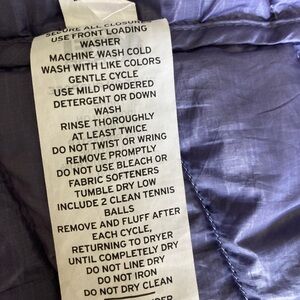 SECURE ALL CLOSURES
USE FRONT LOADING
WASHER
MACHINE WASH COLD
WASH WITH LIKE COLORS
GENTLE CYCLE
USE MILD POWDERED
DETERGENT OR DOWN
WASH
RINSE THOROUGHLY
AT LEAST TWICE
DO NOT TWIST OR WRING
REMOVE PROMPTLY
DO NOT USE BLEACH OR
FABRIC SOFTENERS
TUMBLE DRY LOW
INCLUDE 2 CLEAN TENNIS
BALLS
REMOVE AND FLUFF AFTER
EACH CYCLE,
RETURNING TO DRYER
UNTIL COMPLETELY DRY
DO NOT LINE DRY
DO NOT IRON
DO NOT DRY CLEAN